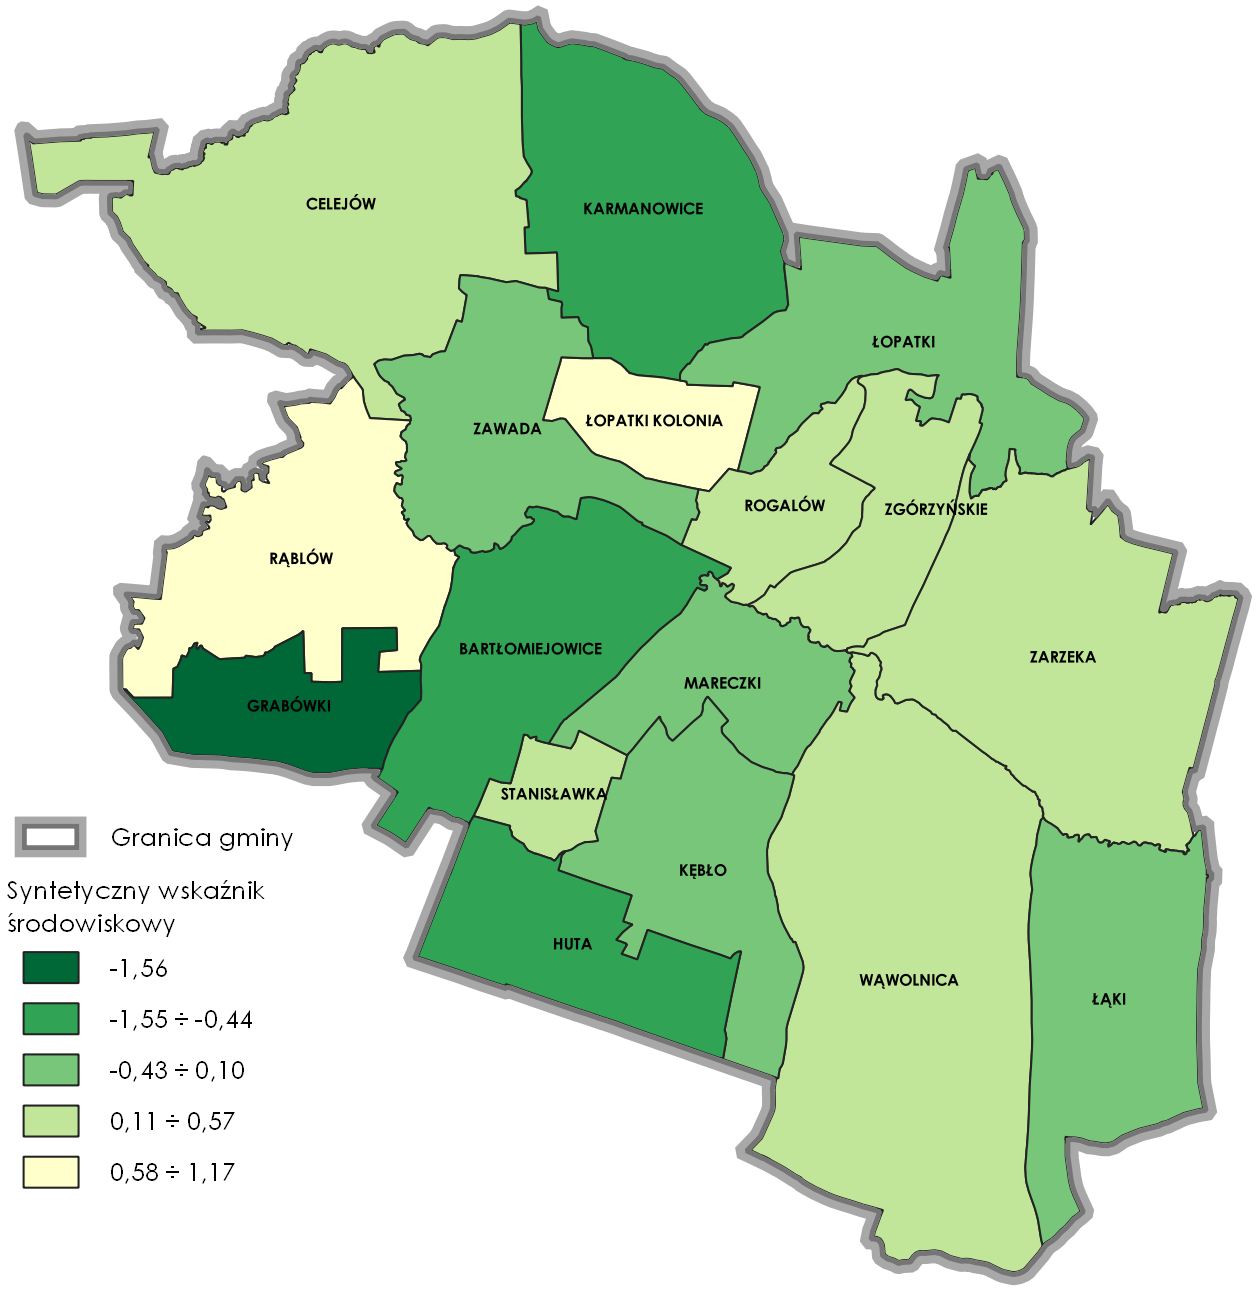 CELEJÓW
KARMANOWICE
ŁOPATKI
ŁOPATKI KOLONIA
ZAWADA
ROGALÓW
ZGÓRZYŃSKIE
RĄBLÓW
BARTŁOMIEJOWICE
ZARZEKA
MARECZKI
GRABÓWKI
STANISŁAWKA
KĘBŁO
HUTA
WĄWOLNICA
ŁĄKI
Granica gminy
Syntetyczny wskaźnik
środowiskowy
-1,56
-1,55 ÷ -0,44
-0,43 ÷ 0,10
0,11 ÷ 0,57
0,58 ÷ 1,17